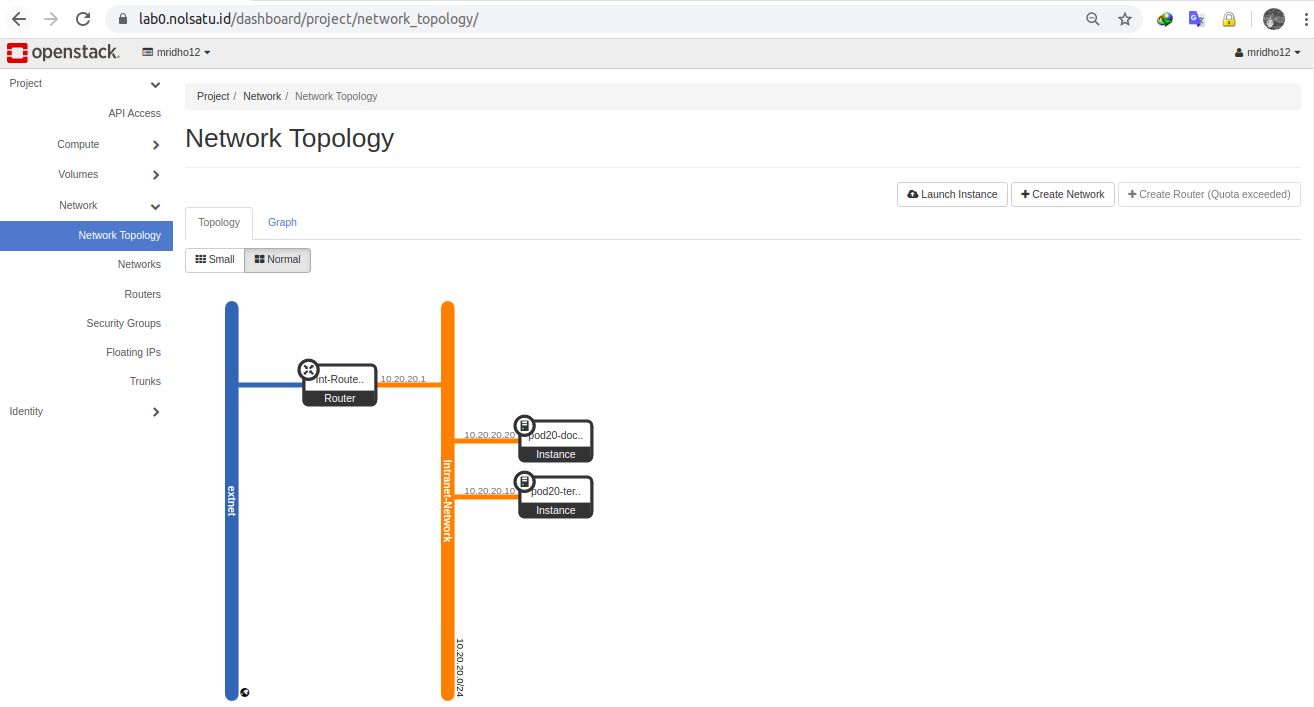 lab0.nolsatu.id/dashboard/project/network_topology/
openstack. mridho12 mridho12
Project
API Access
Compute
Volumes
Network
Network Topology
Networks
Routers
Security Groups
Floating IPs
Trunks
Identity
Project / Network / Network Topology
Network Topology
Launch Instance Create Network Create Router (Quota exceeded)
Topology Graph
Small Normal
Int-Route..
Router
10.20.20.1
10.20.20.20
pod20-doc..
Instance
10.20.20.10
pod20-ter..
Instance
extnet
Intranet-Network
10.20.20.0/24